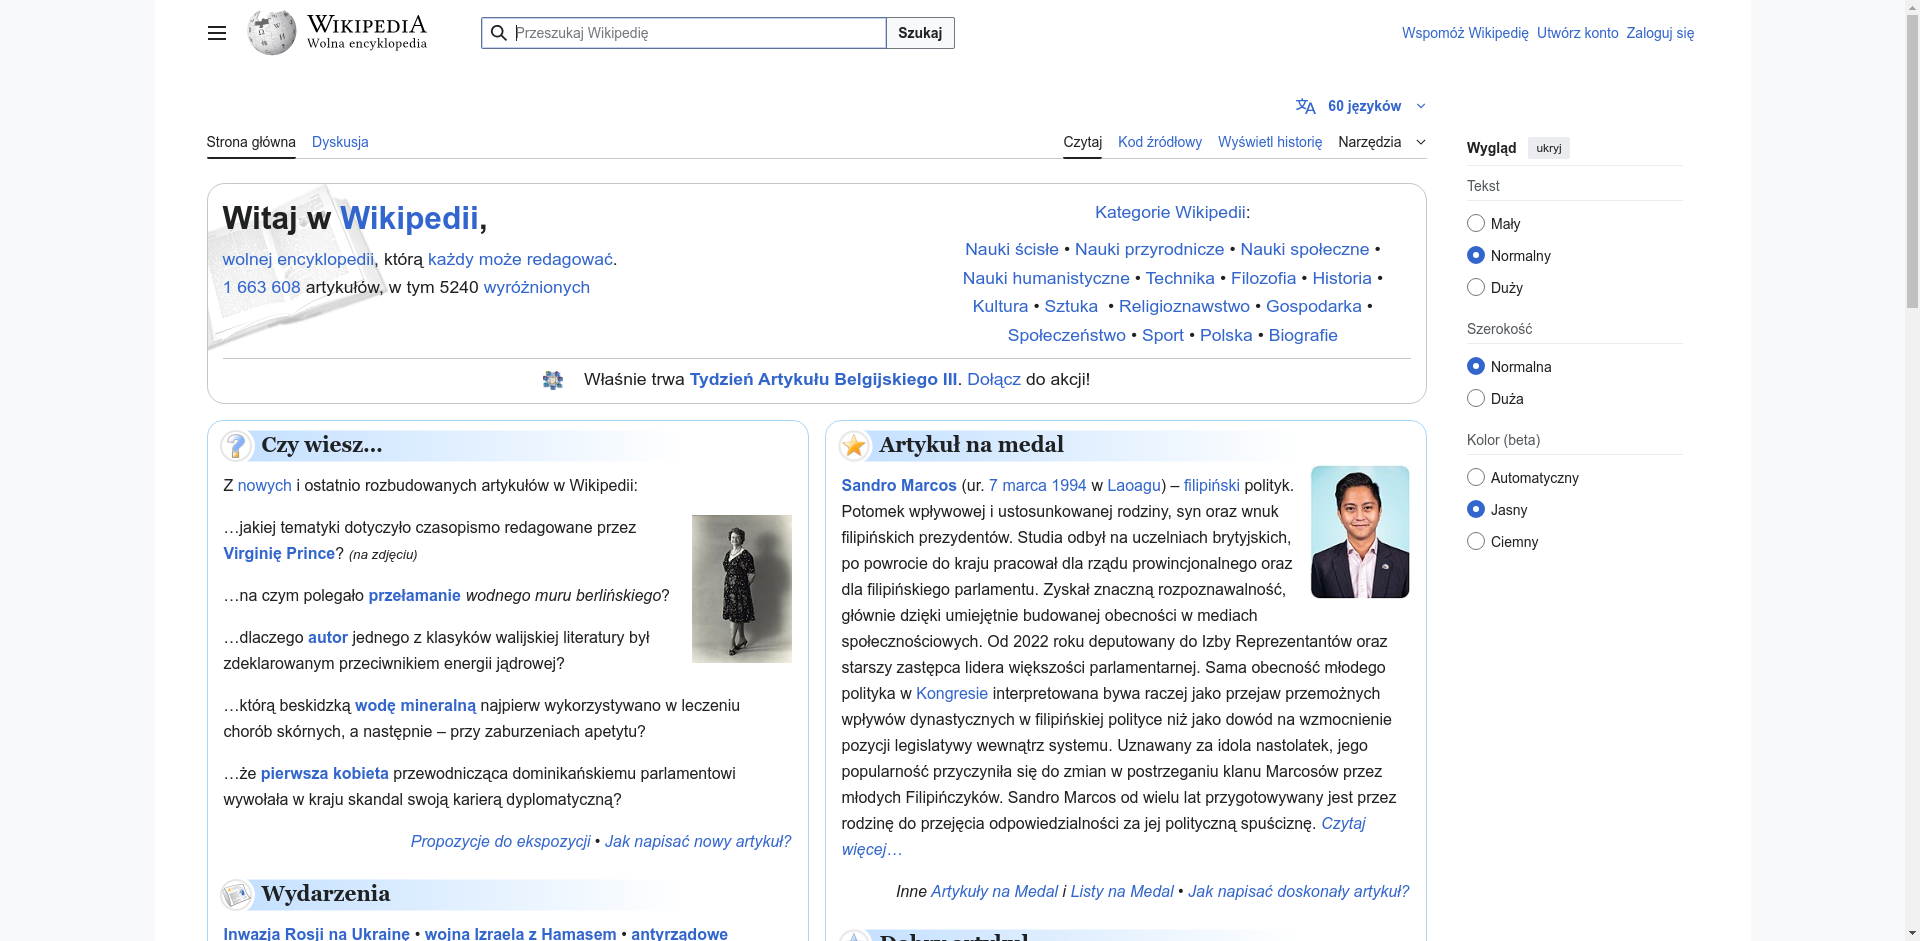 WIKIPEDIA
Wolna encyklopedia
Przeszukaj Wikipedię
Szukaj
Wspomóż Wikipedię Utwórz konto Zaloguj się
60 języków
Strona główna Dyskusja
Czytaj Kod źródłowy Wyświetl historię Narzędzia
Witaj w Wikipedii,
wolnej encyklopedii, którą każdy może redagować.
1 663 608 artykułów, w tym 5240 wyróżnionych
Kategorie Wikipedii:
Nauki ścisłe • Nauki przyrodnicze • Nauki społeczne •
Nauki humanistyczne • Technika • Filozofia • Historia •
Kultura • Sztuka • Religioznawstwo • Gospodarka •
Społeczeństwo • Sport • Polska • Biografie
Właśnie trwa Tydzień Artykułu Belgijskiego III. Dołącz do akcji!
Czy wiesz...
Z nowych i ostatnio rozbudowanych artykułów w Wikipedii:
…jakiej tematyki dotyczyło czasopismo redagowane przez
Virginię Prince? (na zdjęciu)
…na czym polegało przełamanie wodnego muru berlińskiego?
…dlaczego autor jednego z klasyków walijskiej literatury był
zdeklarowanym przeciwnikiem energii jądrowej?
…którą beskidzką wodę mineralną najpierw wykorzystywano w leczeniu
chorób skórnych, a następnie – przy zaburzeniach apetytu?
…że pierwsza kobieta przewodnicząca dominikańskiemu parlamentowi
wywołała w kraju skandal swoją karierą dyplomatyczną?
Propozycje do ekspozycji • Jak napisać nowy artykuł?
Wydarzenia
Inwazja Rosji na Ukrainę • wojna Izraela z Hamasem • antyrządowe
Artykuł na medal
Sandro Marcos (ur. 7 marca 1994 w Laoagu) – filipiński polityk.
Potomek wpływowej i ustosunkowanej rodziny, syn oraz wnuk
filipińskich prezydentów. Studia odbył na uczelniach brytyjskich,
po powrocie do kraju pracował dla rządu prowincjonalnego oraz
dla filipińskiego parlamentu. Zyskał znaczną rozpoznawalność,
głównie dzięki umiejętnie budowanej obecności w mediach
społecznościowych. Od 2022 roku deputowany do Izby Reprezentantów oraz
starszy zastępca lidera większości parlamentarnej. Sama obecność młodego
polityka w Kongresie interpretowana bywa raczej jako przejaw przemożnych
wpływów dynastycznych w filipińskiej polityce niż jako dowód na wzmocnienie
pozycji legislatywy wewnątrz systemu. Uznawany za idola nastolatek, jego
popularność przyczyniła się do zmian w postrzeganiu klanu Marcosów przez
młodych Filipińczyków. Sandro Marcos od wielu lat przygotowywany jest przez
rodzinę do przejęcia odpowiedzialności za jej polityczną spuściznę. Czytaj
więcej…
Inne Artykuły na Medal i Listy na Medal • Jak napisać doskonały artykuł?
Dobry artykuł
Wygląd ukryj
Tekst
Mały
Normalny
Duży
Szerokość
Normalna
Duża
Kolor (beta)
Automatyczny
Jasny
Ciemny